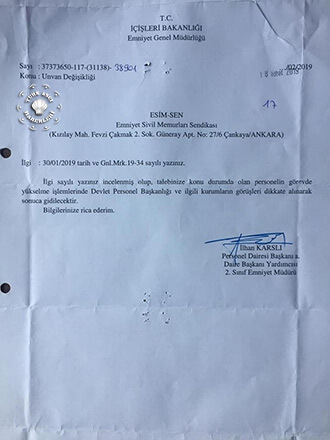 T.C.
İÇİŞLERİ BAKANLIĞI
Emniyet Genel Müdürlüğü
Sayı : 37373650-117-(31138)- 38901 /02/2019
Konu : Unvan Değişikliği
18 2019
17
ESİM-SEN
Emniyet Sivil Memurları Sendikası
(Kızılay Mah. Fevzi Çakmak 2. Sok. Güneray Apt. No: 27/6 Çankaya/ANKARA)
İlgi : 30/01/2019 tarih ve Gnl.Mrk.19-34 sayılı yazınız.
İlgi sayılı yazınız incelenmiş olup, talebinize konu durumda olan personelin görevde
yükselme işlemlerinde Devlet Personel Başkanlığı ve ilgili kurumların görüşleri dikkate alınarak
sonuca gidilecektir.
Bilgilerinize rica ederim.
İlhan KARSLI
Personel Dairesi Başkanı a.
Daire Başkanı Yardımcısı
2. Sınıf Emniyet Müdürü